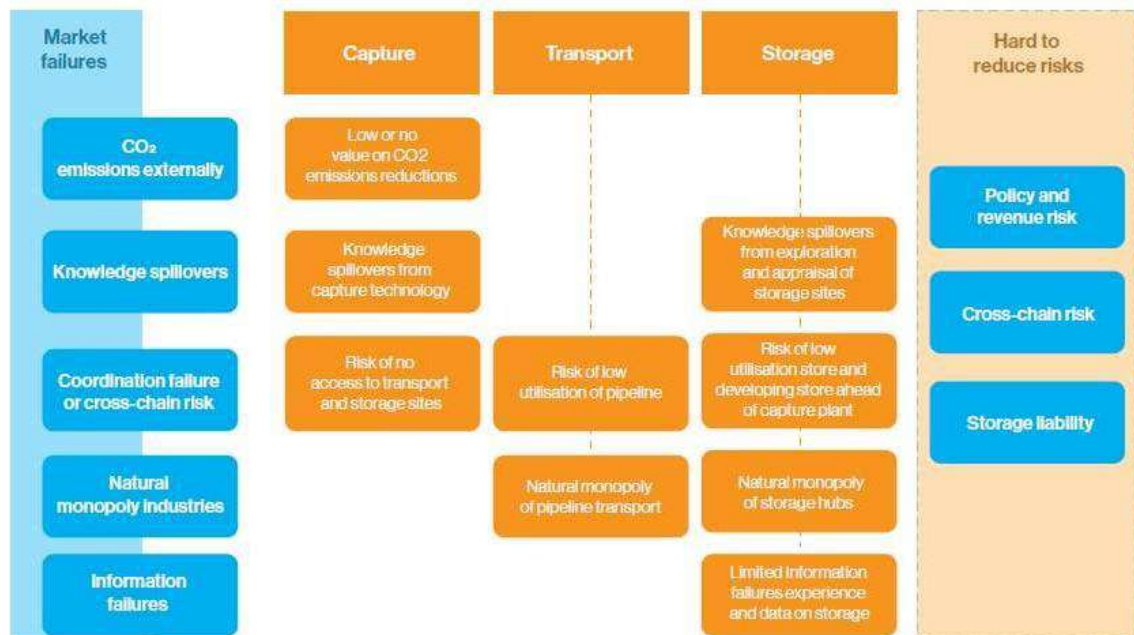 Market
failures
Capture
Transport
Storage
Hard to
reduce risks
CO₂
emissions externally
Low or no
value on CO2
emissions reductions
Policy and
revenue risk
Knowledge spillovers
Knowledge
spillovers from
capture technology
Knowledge spillovers
from exploration
and appraisal of
storage sites
Cross-chain risk
Coordination failure
or cross-chain risk
Risk of no
access to transport
and storage sites
Risk of low
utilisation of pipeline
Risk of low
utilisation store and
developing store ahead
of capture plant
Storage liability
Natural
monopoly industries
Natural monopoly
of pipeline transport
Natural monopoly
of storage hubs
Information
failures
Limited Information
failures experience
and data on storage